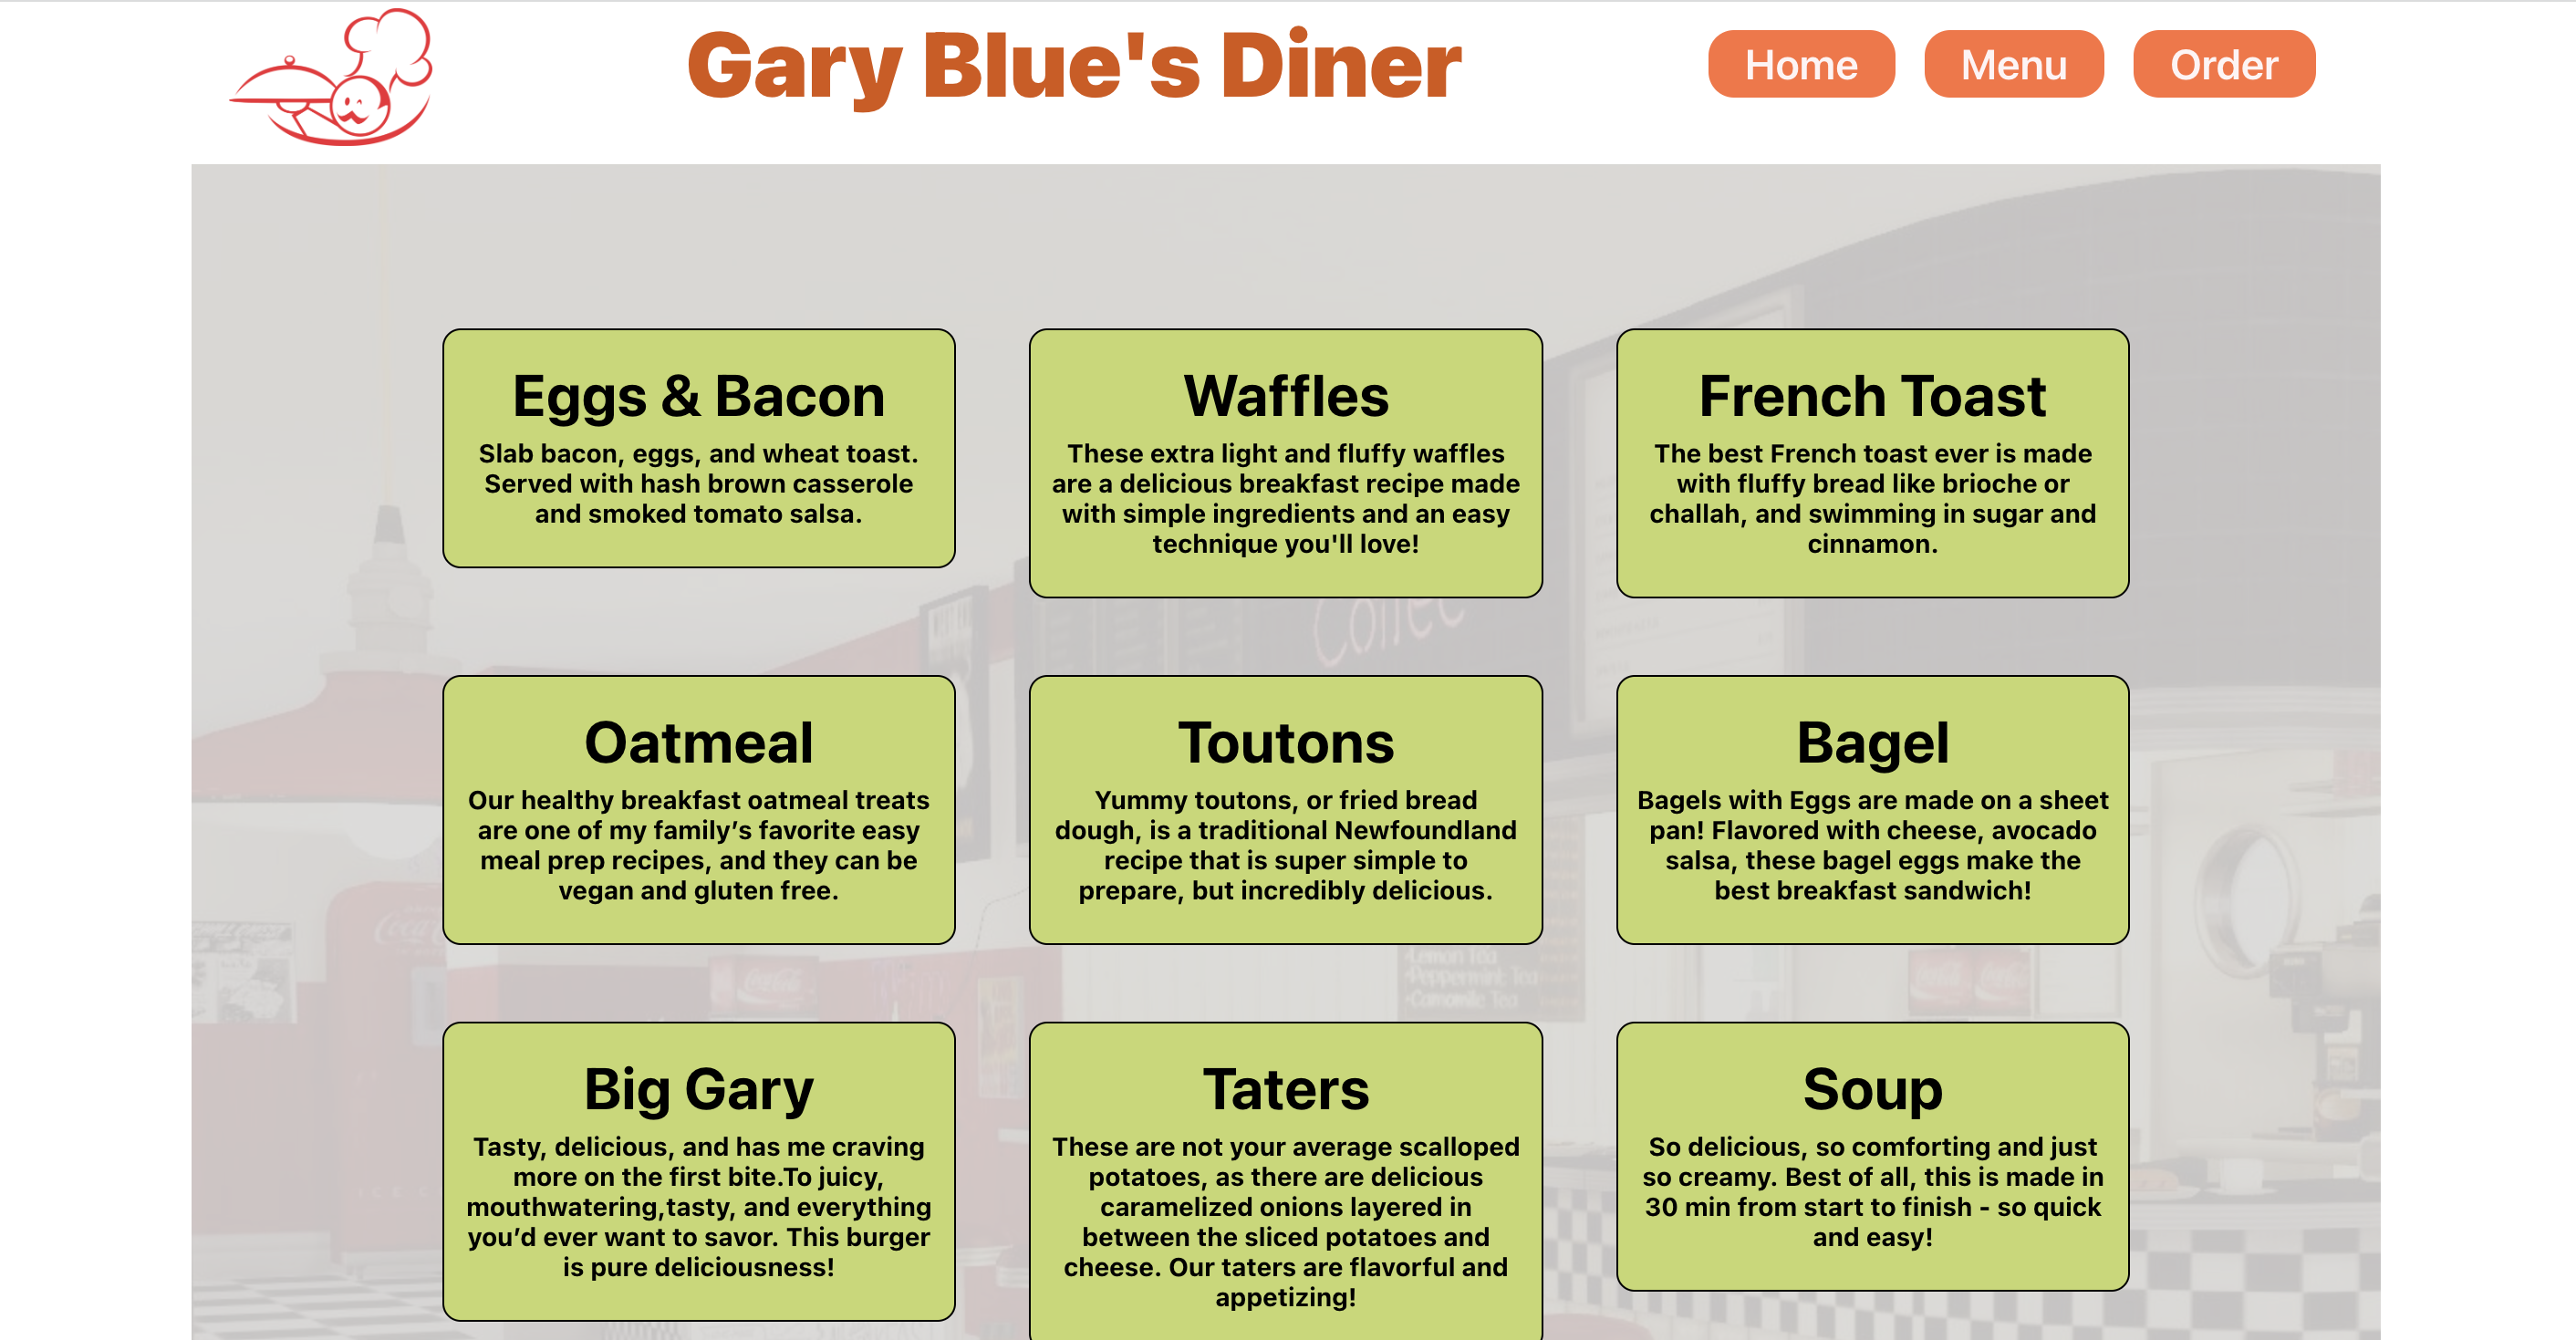 Gary Blue's Diner
Home
Menu
Order
Eggs & Bacon
Slab bacon, eggs, and wheat toast.
Served with hash brown casserole
and smoked tomato salsa.
Waffles
These extra light and fluffy waffles
are a delicious breakfast recipe made
with simple ingredients and an easy
technique you'll love!
French Toast
The best French toast ever is made
with fluffy bread like brioche or
challah, and swimming in sugar and
cinnamon.
Coffee
Oatmeal
Our healthy breakfast oatmeal treats
are one of my family’s favorite easy
meal prep recipes, and they can be
vegan and gluten free.
Toutons
Yummy toutons, or fried bread
dough, is a traditional Newfoundland
recipe that is super simple to
prepare, but incredibly delicious.
Bagel
Bagels with Eggs are made on a sheet
pan! Flavored with cheese, avocado
salsa, these bagel eggs make the
best breakfast sandwich!
Coca-Cola
Lemon Tea
Peppermint Tea
Camomile Tea
Big Gary
Tasty, delicious, and has me craving
more on the first bite.To juicy,
mouthwatering,tasty, and everything
you’d ever want to savor. This burger
is pure deliciousness!
Taters
These are not your average scalloped
potatoes, as there are delicious
caramelized onions layered in
between the sliced potatoes and
cheese. Our taters are flavorful and
appetizing!
Soup
So delicious, so comforting and just
so creamy. Best of all, this is made in
30 min from start to finish - so quick
and easy!